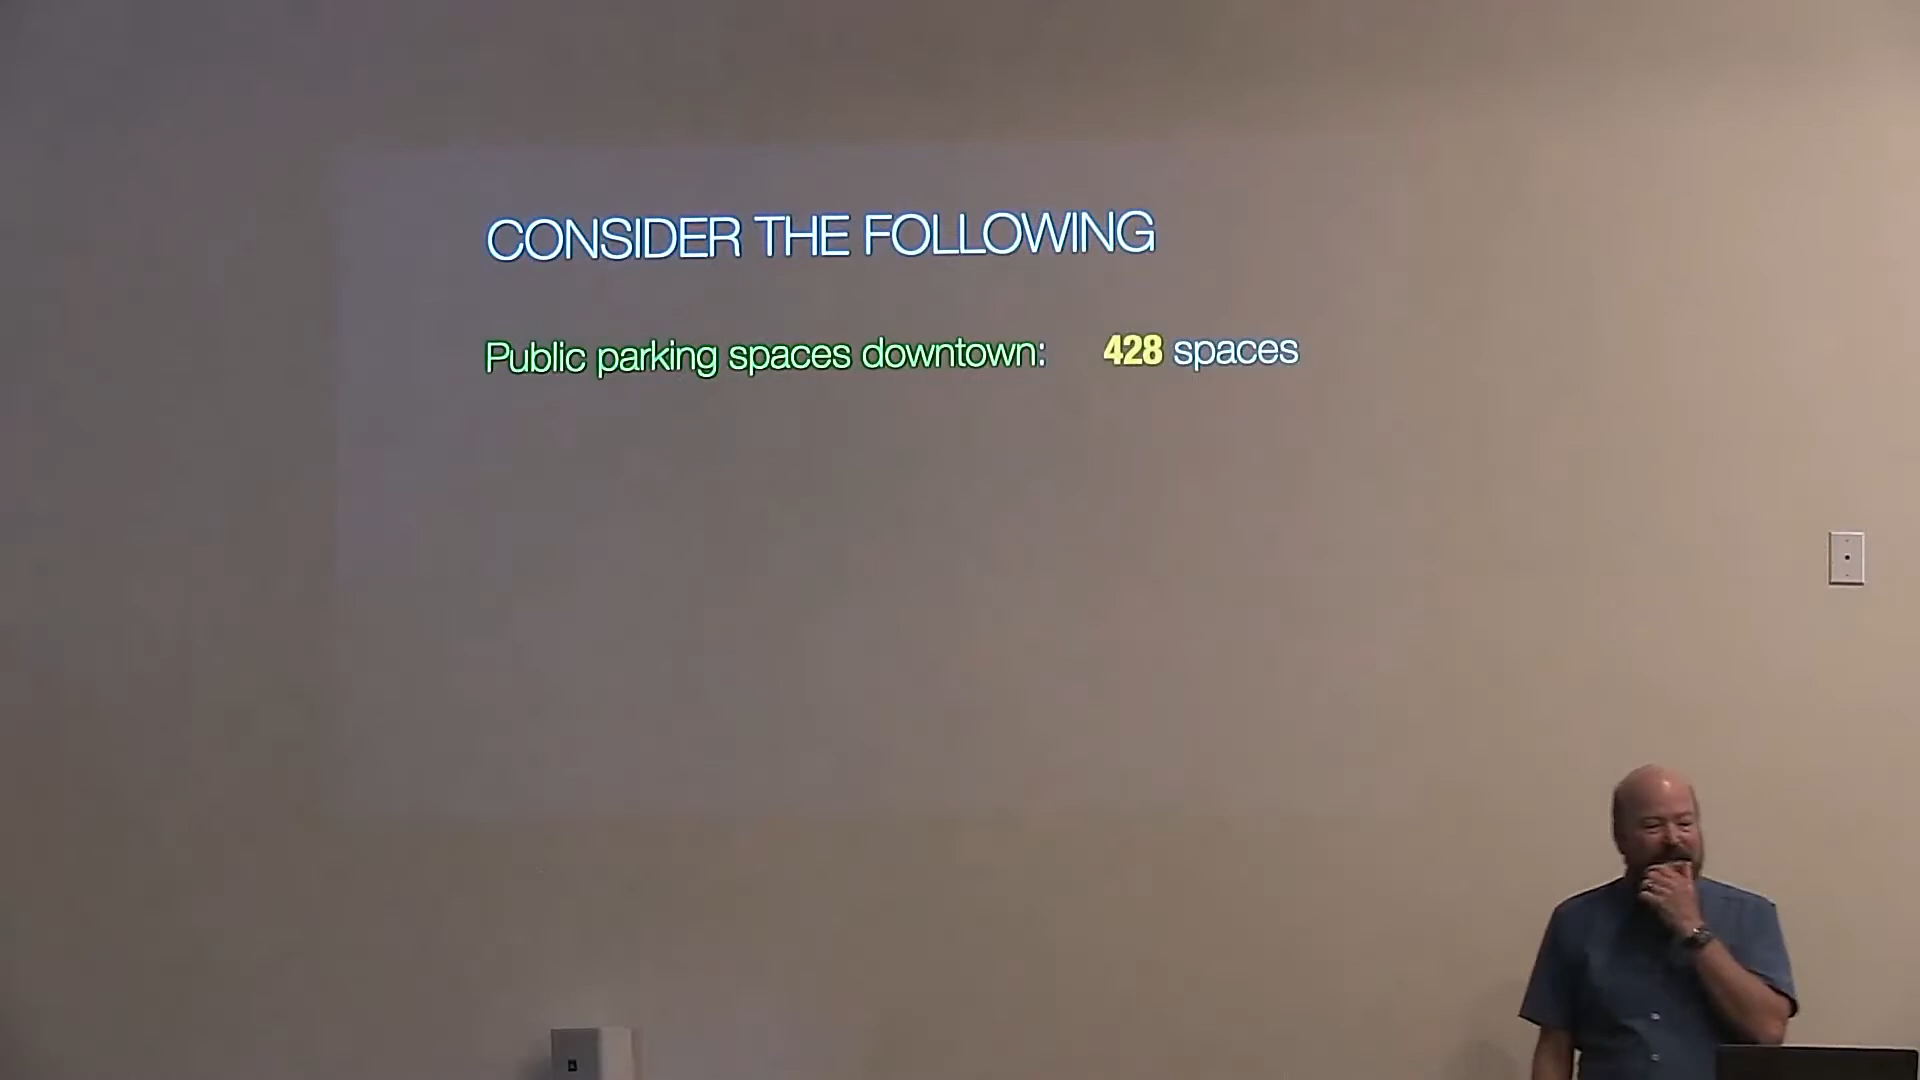 CONSIDER THE FOLLOWING
Public parking spaces downtown: 428 spaces